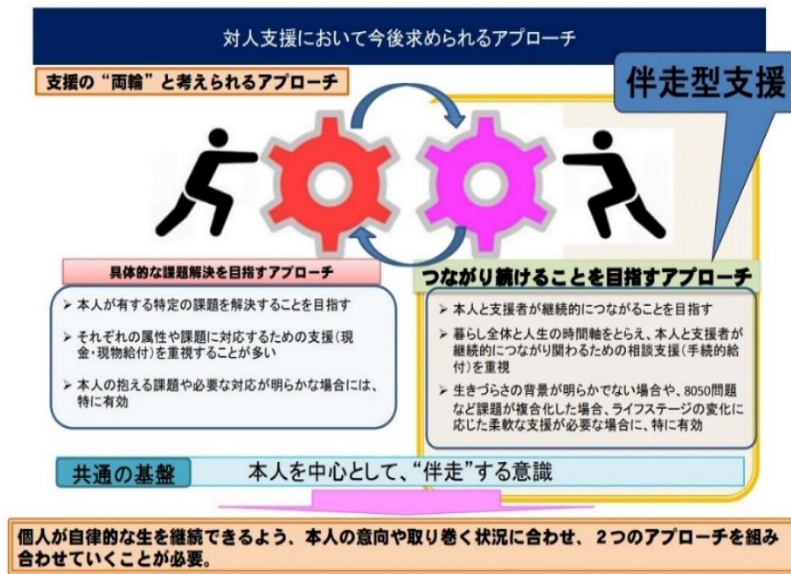 対人支援において今後求められるアプローチ
支援の“両輪”と考えられるアプローチ
伴走型支援
具体的な課題解決を目指すアプローチ
➢ 本人が有する特定の課題を解決することを目指す
➢ それぞれの属性や課題に対応するための支援(現
金・現物給付)を重視することが多い
➢ 本人の抱える課題や必要な対応が明らかな場合には、
特に有効
つながり続けることを目指すアプローチ
➢ 本人と支援者が継続的につながることを目指す
➢ 暮らし全体と人生の時間軸をとらえ、本人と支援者が
継続的につながり関わるための相談支援(手続的給
付)を重視
➢ 生きづらさの背景が明らかでない場合や、8050問題
など課題が複合化した場合、ライフステージの変化に
応じた柔軟な支援が必要な場合に、特に有効
共通の基盤
本人を中心として、“伴走”する意識
個人が自律的な生を継続できるよう、本人の意向や取り巻く状況に合わせ、２つのアプローチを組み
合わせていくことが必要。